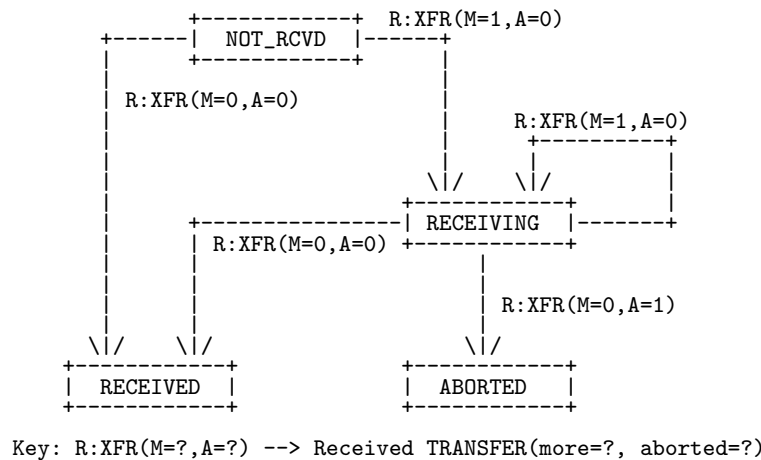 R:XFR(M=1,A=0)
NOT_RCVD
R:XFR(M=0,A=0)
R:XFR(M=1,A=0)
RECEIVING
R:XFR(M=0,A=0)
R:XFR(M=0,A=1)
RECEIVED
ABORTED
Key: R:XFR(M=?,A=?) --> Received TRANSFER(more=?, aborted=?)